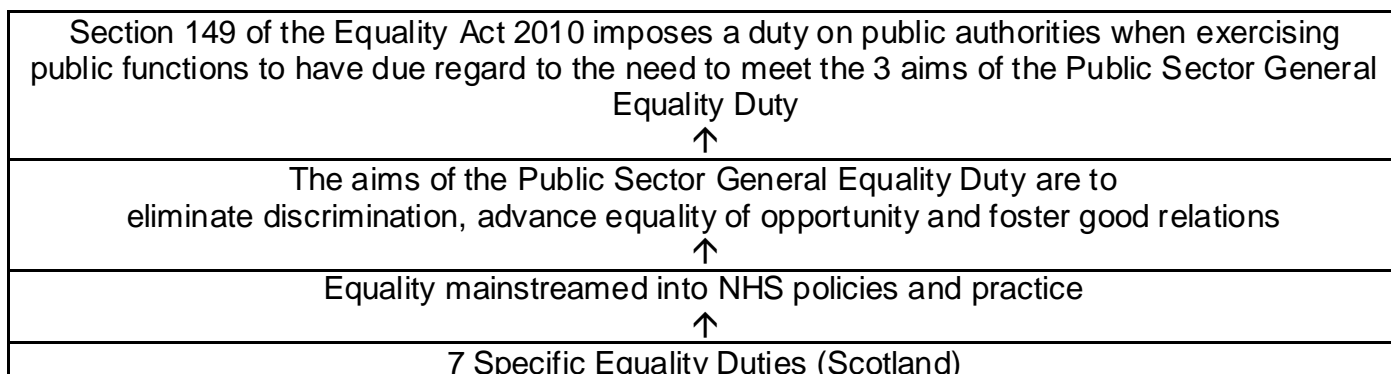 Section 149 of the Equality Act 2010 imposes a duty on public authorities when exercising
public functions to have due regard to the need to meet the 3 aims of the Public Sector General
Equality Duty
↑
The aims of the Public Sector General Equality Duty are to
eliminate discrimination, advance equality of opportunity and foster good relations
↑
Equality mainstreamed into NHS policies and practice
↑
7 Specific Equality Duties (Scotland)